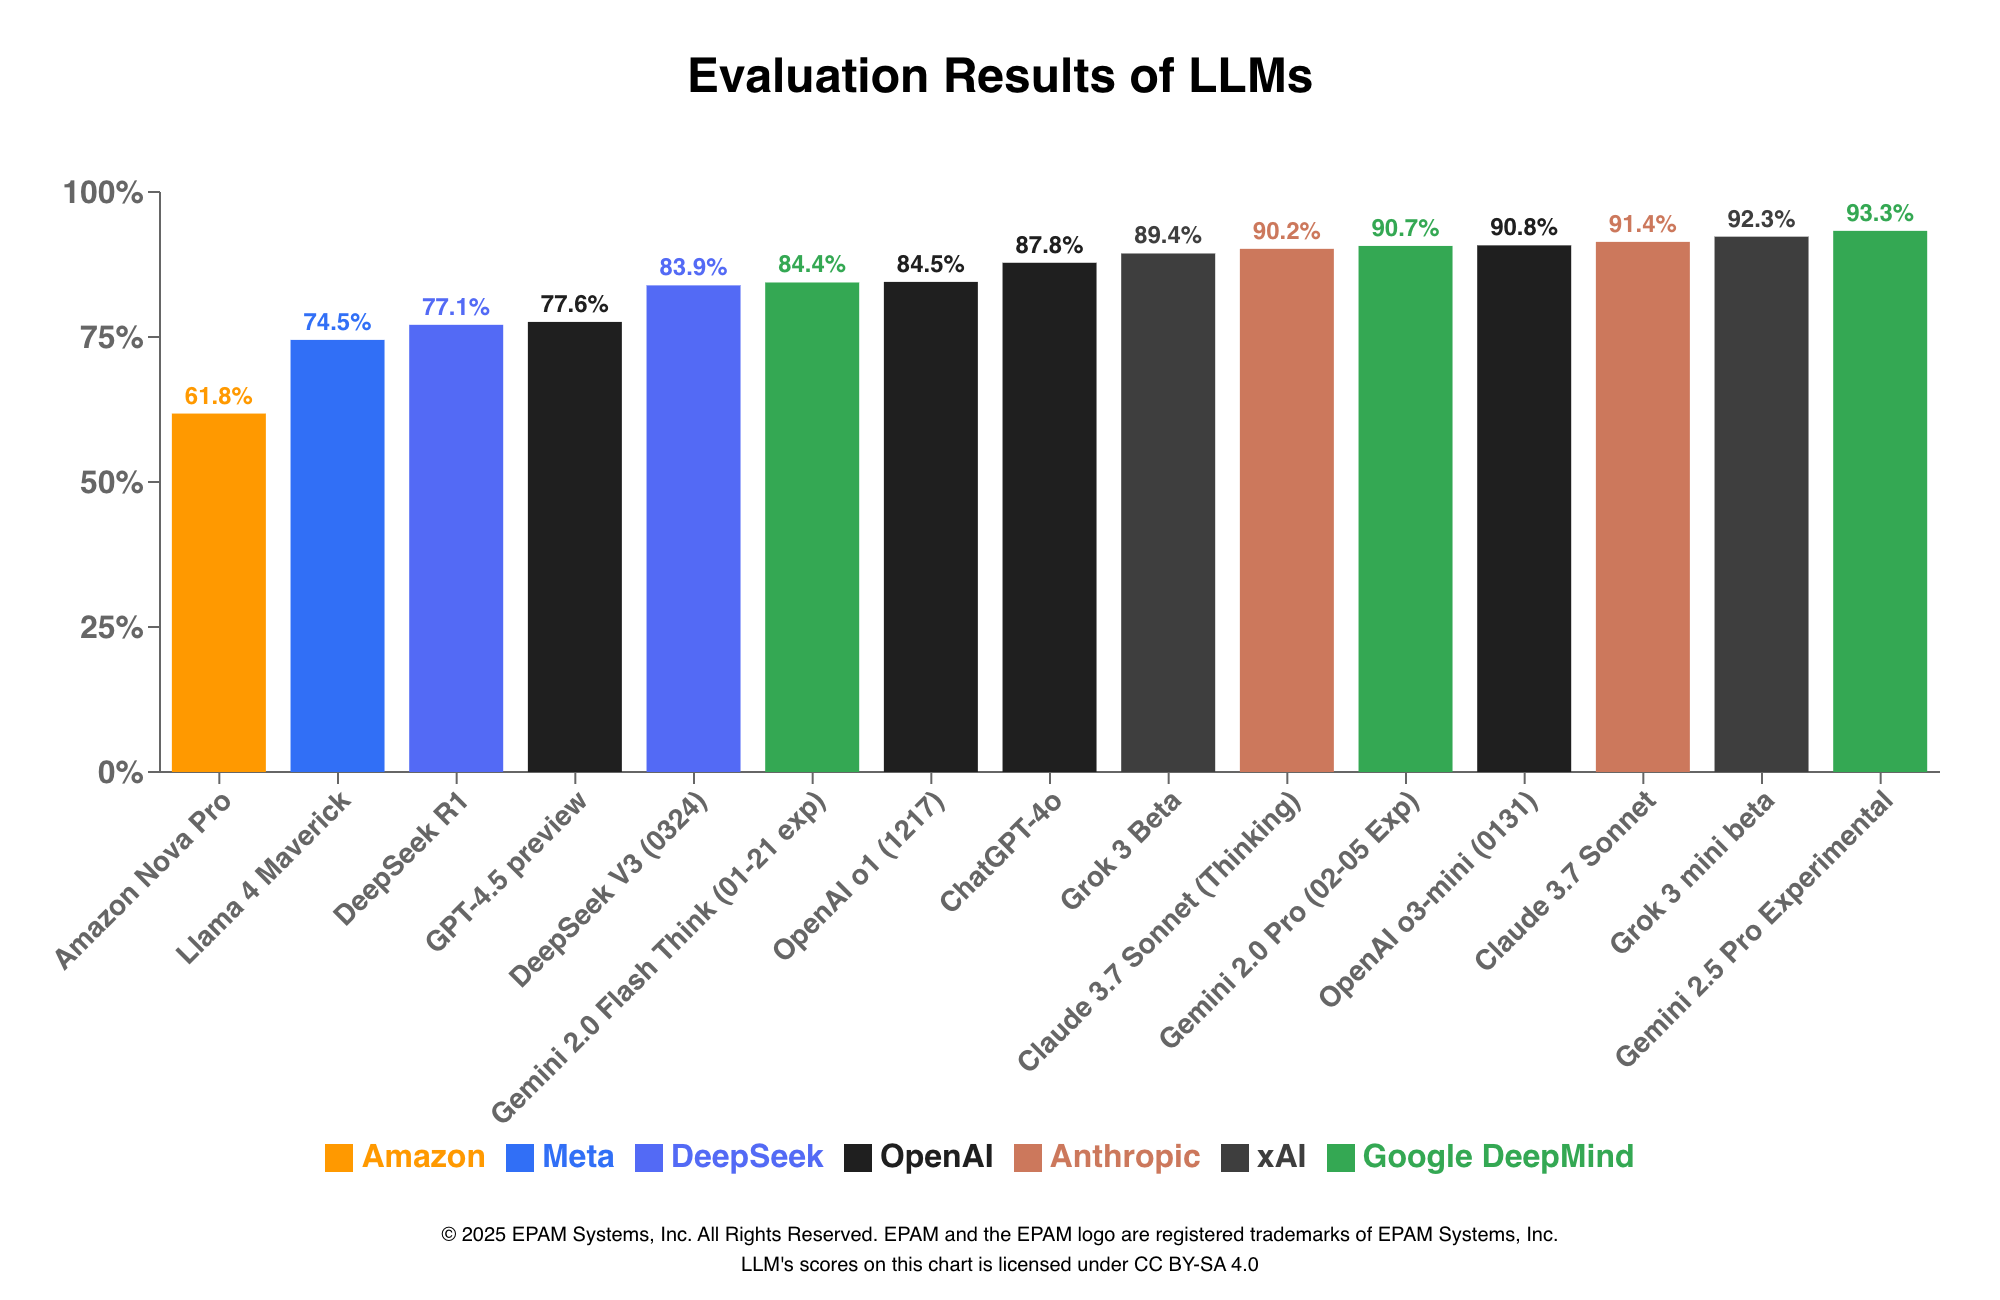 Evaluation Results of LLMs
100%
75%
50%
25%
0%
61.8%
74.5%
77.1%
77.6%
83.9%
84.4%
84.5%
87.8%
89.4%
90.2%
90.7%
90.8%
91.4%
92.3%
93.3%
Amazon Nova Pro
Llama 4 Maverick
DeepSeek R1
GPT-4.5 preview
DeepSeek V3 (0324)
Gemini 2.0 Flash Think (01-21 exp)
OpenAI o1 (1217)
ChatGPT-4o
Grok 3 Beta
Claude 3.7 Sonnet (Thinking)
Gemini 2.0 Pro (02-05 Exp)
OpenAI o3-mini (0131)
Claude 3.7 Sonnet
Grok 3 mini beta
Gemini 2.5 Pro Experimental
Amazon Meta DeepSeek OpenAI Anthropic xAI Google DeepMind
© 2025 EPAM Systems, Inc. All Rights Reserved. EPAM and the EPAM logo are registered trademarks of EPAM Systems, Inc.
LLM's scores on this chart is licensed under CC BY-SA 4.0